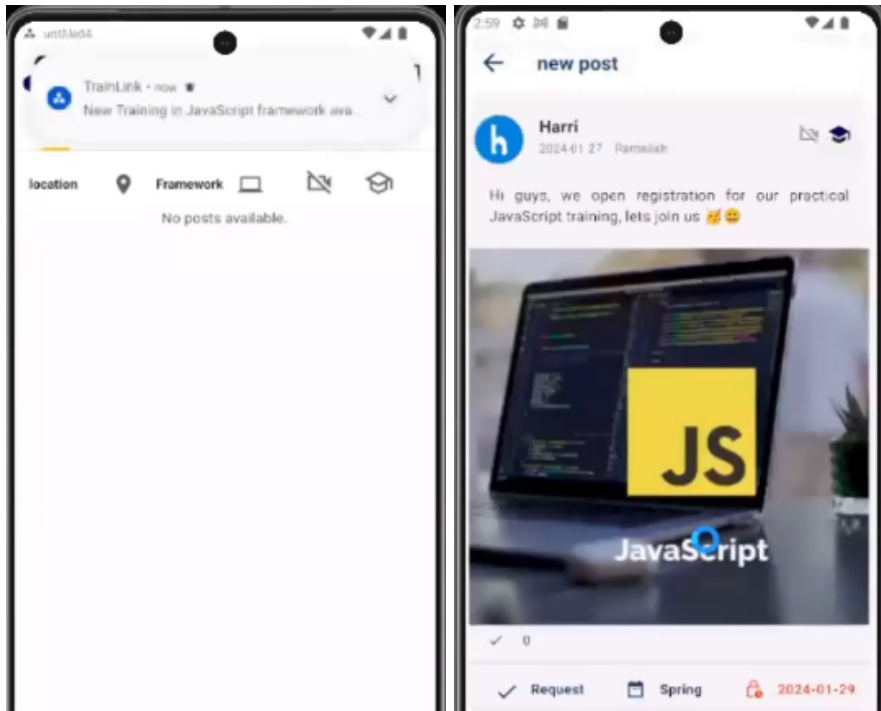 untitled4
TrainLink • now
New Training in JavaScript framework ava...
location
Framework
No posts available.
2:59
new post
h
Harri
2024-01-27 Ramallah
Hi guys, we open registration for our practical
JavaScript training, lets join us 🥳😃
JS
JavaScript
0
Request
Spring
2024-01-29